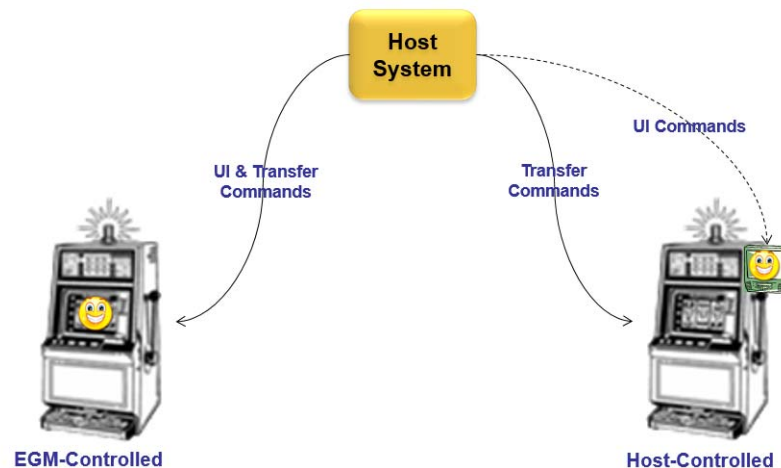 Host
System
UI Commands
UI & Transfer
Commands
Transfer
Commands
EGM-Controlled
Host-Controlled